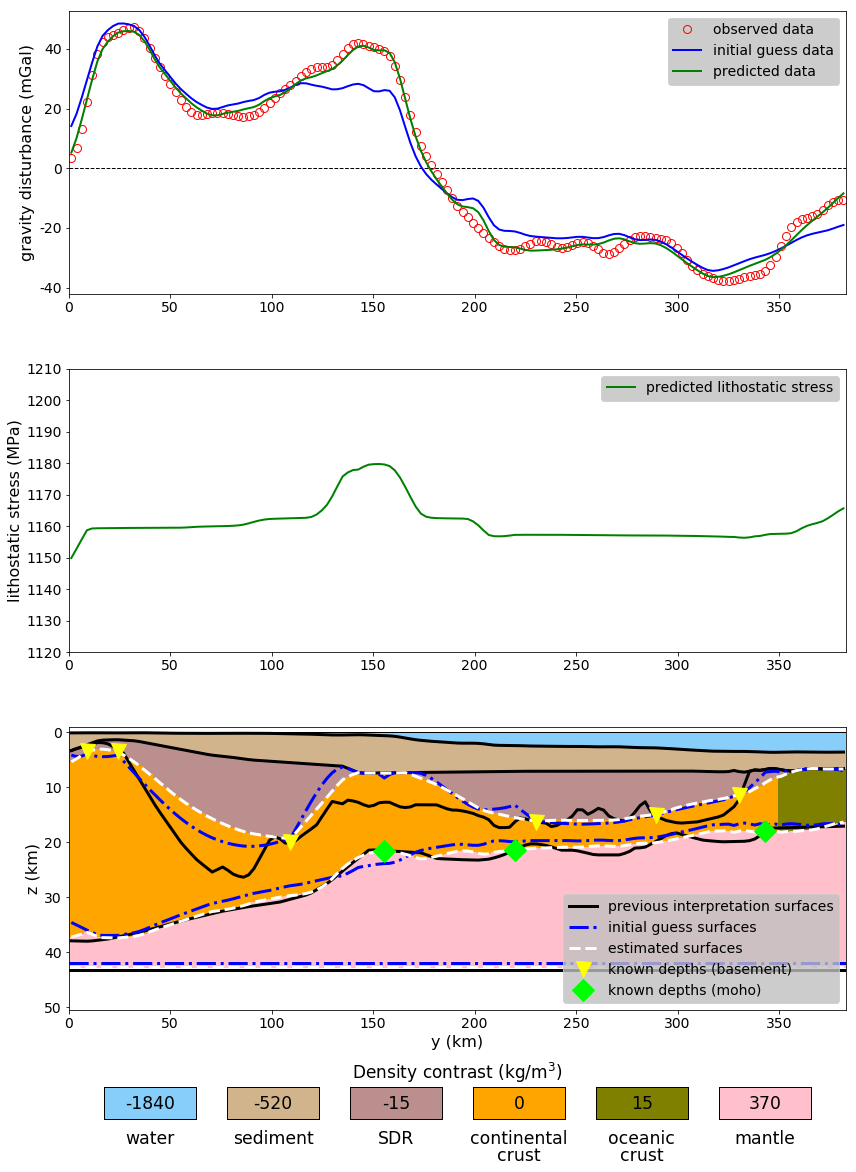 gravity disturbance (mGal)
40
20
0
-20
-40
observed data
initial guess data
predicted data
0 50 100 150 200 250 300 350
lithostatic stress (MPa)
1210
1200
1190
1180
1170
1160
1150
1140
1130
1120
predicted lithostatic stress
0 50 100 150 200 250 300 350
z (km)
0
10
20
30
40
50
previous interpretation surfaces
initial guess surfaces
estimated surfaces
known depths (basement)
known depths (moho)
0 50 100 150 200 250 300 350
y (km)
Density contrast (kg/m³)
-1840 -520 -15 0 15 370
water sediment SDR continental oceanic mantle
crust crust